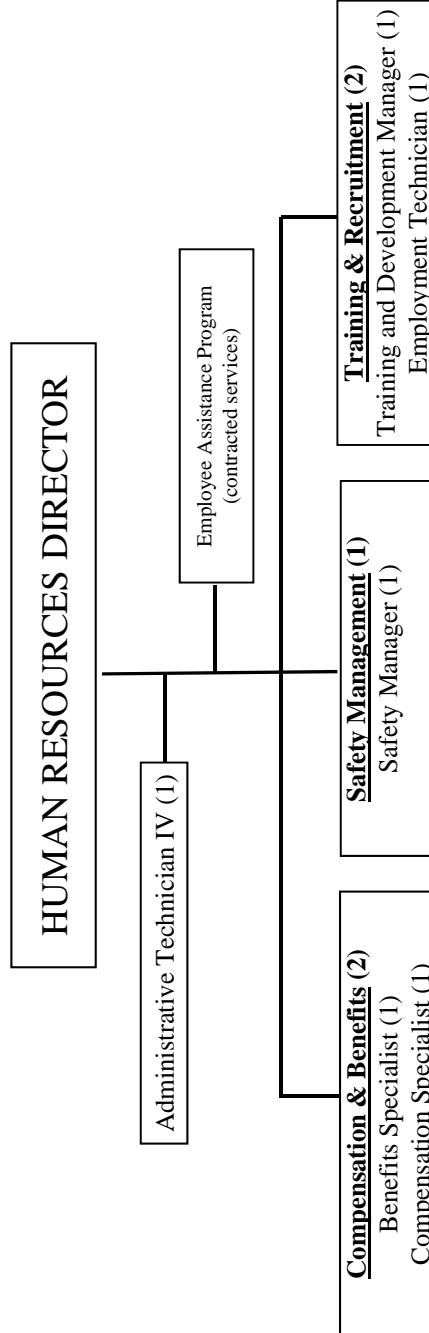 HUMAN RESOURCES DIRECTOR
Administrative Technician IV (1)
Employee Assistance Program
(contracted services)
Compensation & Benefits (2)
Benefits Specialist (1)
Compensation Specialist (1)
Safety Management (1)
Safety Manager (1)
Training & Recruitment (2)
Training and Development Manager (1)
Employment Technician (1)